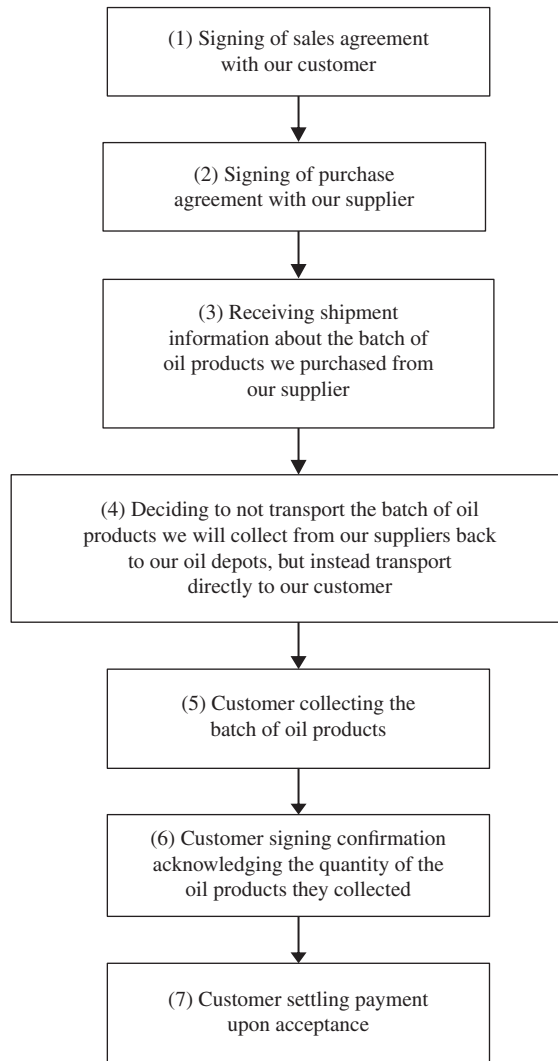 (1) Signing of sales agreement
with our customer
(2) Signing of purchase
agreement with our supplier
(3) Receiving shipment
information about the batch of
oil products we purchased from
our supplier
(4) Deciding to not transport the batch of oil
products we will collect from our suppliers back
to our oil depots, but instead transport
directly to our customer
(5) Customer collecting the
batch of oil products
(6) Customer signing confirmation
acknowledging the quantity of the
oil products they collected
(7) Customer settling payment
upon acceptance